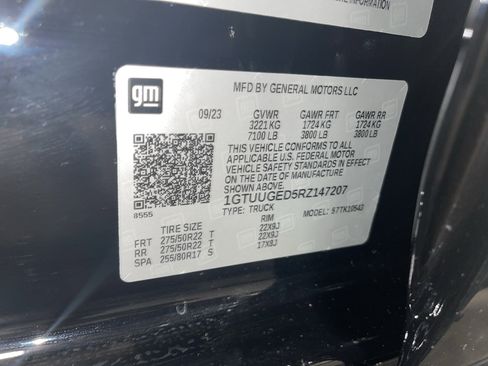 INFORMATION
gm
MFD BY GENERAL MOTORS LLC
09/23 GVWR GAWR FRT GAWR RR
3221 KG 1724 KG 1724 KG
7100 LB 3800 LB 3800 LB
THIS VEHICLE CONFORMS TO ALL
APPLICABLE U.S. FEDERAL MOTOR
VEHICLE SAFETY STANDARDS IN EFFECT
ON THE DATE OF MANUFACTURE
SHOWN ABOVE.
1GTUUGED5RZ147207
TYPE: TRUCK MODEL: S7TK10543
8555
TIRE SIZE RIM
FRT 275/50R22 T 22X9J
RR 275/50R22 T 22X9J
SPA 255/80R17 S 17X8J